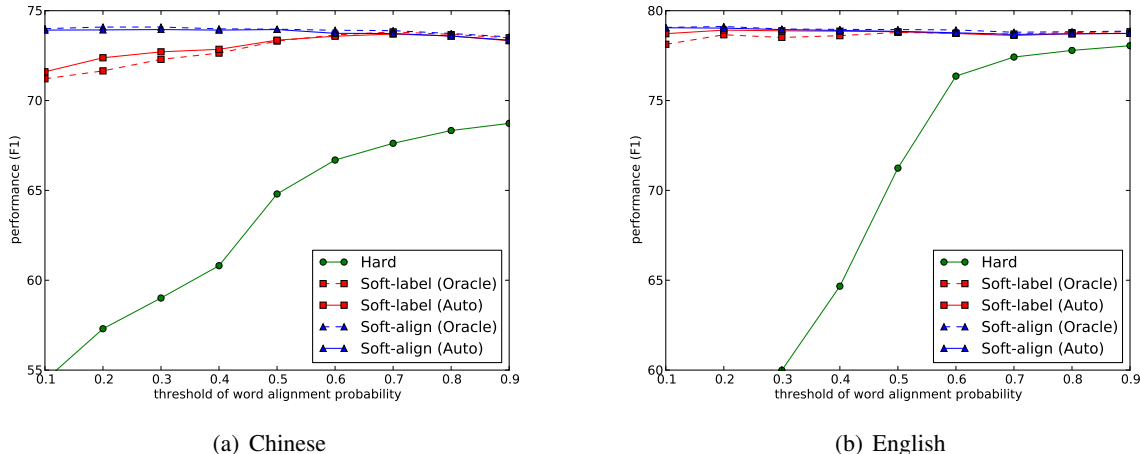 75
70
65
60
55
0.1 0.2 0.3 0.4 0.5 0.6 0.7 0.8 0.9
threshold of word alignment probability
performance (F1)
Hard
Soft-label (Oracle)
Soft-label (Auto)
Soft-align (Oracle)
Soft-align (Auto)
(a) Chinese
80
75
70
65
60
0.1 0.2 0.3 0.4 0.5 0.6 0.7 0.8 0.9
threshold of word alignment probability
performance (F1)
Hard
Soft-label (Oracle)
Soft-label (Auto)
Soft-align (Oracle)
Soft-align (Auto)
(b) English